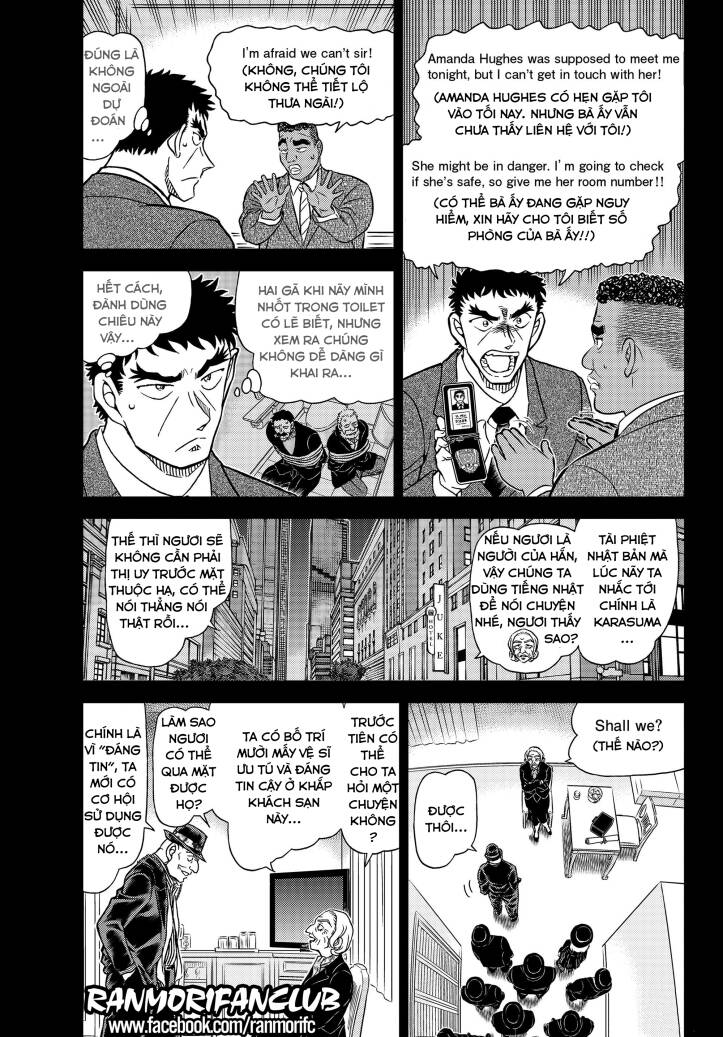 Amanda Hughes was supposed to meet me
tonight, but I can't get in touch with her!
(AMANDA HUGHES CÓ HẸN GẶP TÔI
VÀO TỐI NAY. NHƯNG BÀ ẤY VẪN
CHƯA THẤY LIÊN HỆ VỚI TÔI!)
She might be in danger. I'm going to check
if she's safe, so give me her room number!!
(CÓ THỂ BÀ ẤY ĐANG GẶP NGUY
HIỂM, XIN HÃY CHO TÔI BIẾT SỐ
PHÒNG CỦA BÀ ẤY!!)
I'm afraid we can't sir!
(KHÔNG, CHÚNG TÔI
KHÔNG THỂ TIẾT LỘ
THƯA NGÀI!)
ĐÚNG LÀ
KHÔNG
NGOÀI
DỰ
ĐOÁN
...
HAI GÃ KHI NÃY MÌNH
NHỐT TRONG TOILET
CÓ LẼ BIẾT, NHƯNG
XEM RA CHÚNG
KHÔNG DỄ DÀNG GÌ
KHAI RA...
HẾT CÁCH,
ĐÀNH DÙNG
CHIÊU NÀY
VẬY...
TÀI PHIỆT
NHẬT BẢN MÀ
LÚC NÃY TA
NHẮC TỚI
CHÍNH LÀ
KARASUMA
...
NẾU NGƯƠI LÀ
NGƯỜI CỦA HẮN,
VẬY CHÚNG TA
DÙNG TIẾNG NHẬT
ĐỂ NÓI CHUYỆN
NHÉ, NGƯƠI THẤY
SAO?
JUKE
HOTEL
THẾ THÌ NGƯƠI SẼ
KHÔNG CẦN PHẢI
THỊ UY TRƯỚC MẶT
THUỘC HẠ, CÓ THỂ
NÓI THẲNG NÓI
THẬT RỒI...
Shall we?
(THẾ NÀO?)
ĐƯỢC
THÔI...
TRƯỚC
TIÊN CÓ
THỂ
CHO TA
HỎI MỘT
CHUYỆN
KHÔNG
?
TA CÓ BỐ TRÍ
MƯỜI MẤY VỆ SĨ
ƯU TÚ VÀ ĐÁNG
TIN CẬY Ở KHẮP
KHÁCH SẠN
NÀY...
LÀM SAO
NGƯƠI
CÓ THỂ
QUA MẶT
ĐƯỢC
HỌ?
CHÍNH LÀ
VÌ "ĐÁNG
TIN", TA
MỚI CÓ
CƠ HỘI
SỬ DỤNG
ĐƯỢC
NÓ...
RANMORIFANCLUB
www.facebook.com/ranmorifc